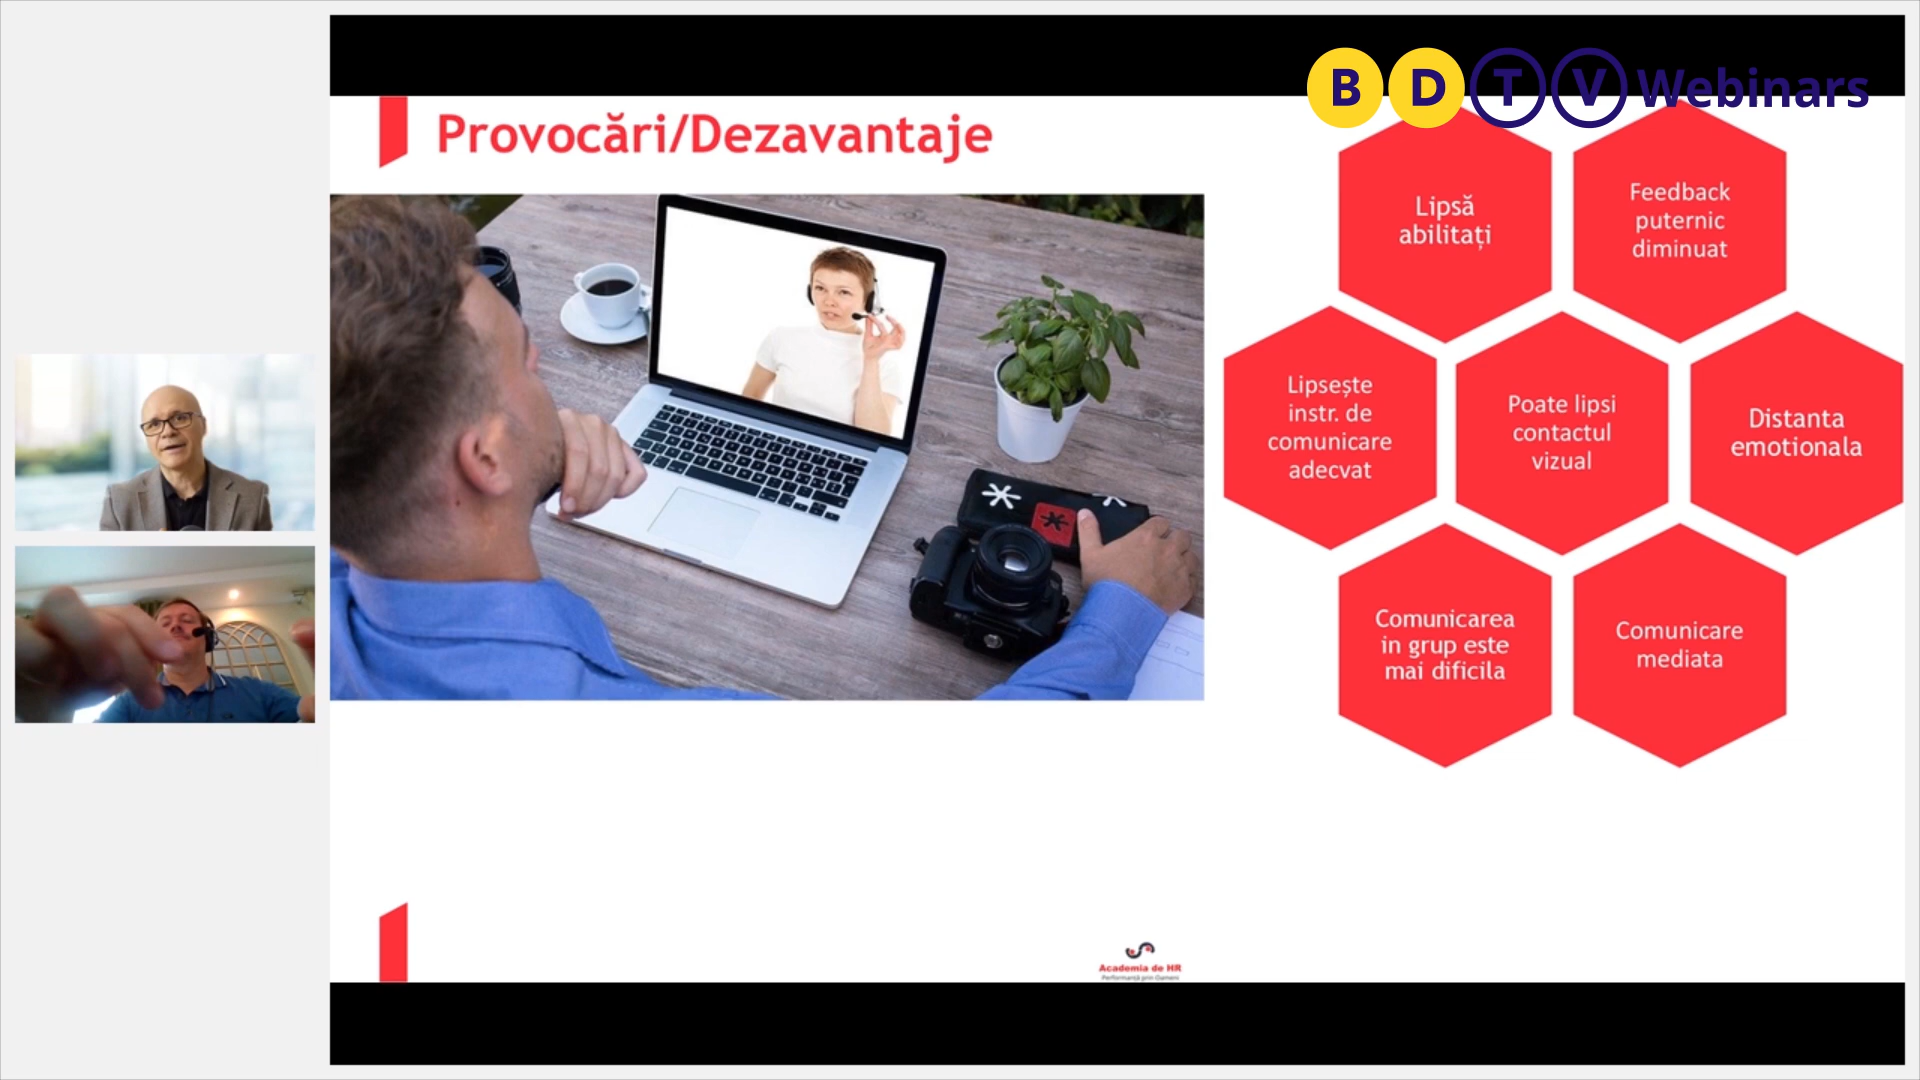 B D T V Webinars
Provocări/Dezavantaje
Lipsă
abilitați
Feedback
puternic
diminuat
Lipsește
instr. de
comunicare
adecvat
Poate lipsi
contactul
vizual
Distanta
emotionala
Comunicarea
in grup este
mai dificila
Comunicare
mediata
Academia de HR
Performanță prin Oameni